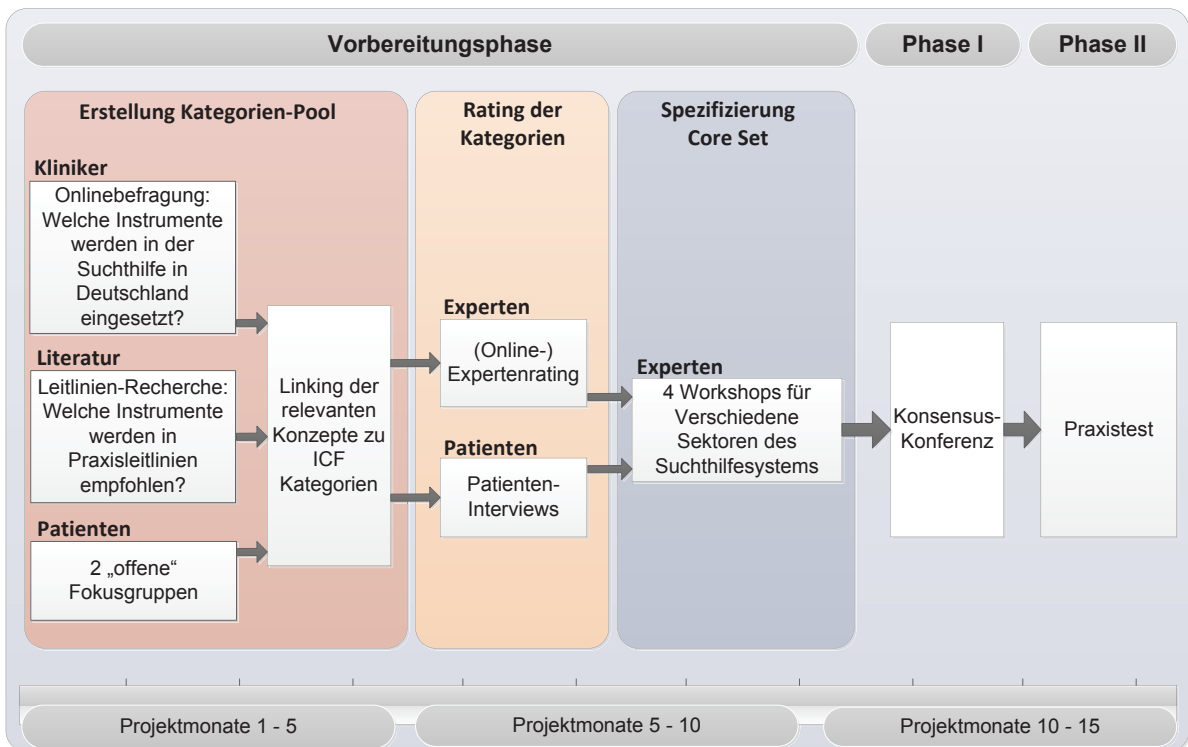 Vorbereitungsphase
Phase I
Phase II
Erstellung Kategorien-Pool
Kliniker
Onlinebefragung:
Welche Instrumente
werden in der
Suchthilfe in
Deutschland
eingesetzt?
Literatur
Leitlinien-Recherche:
Welche Instrumente
werden in
Praxisleitlinien
empfohlen?
Patienten
2 „offene“
Fokusgruppen
Linking der
relevanten
Konzepte zu
ICF
Kategorien
Rating der
Kategorien
Experten
(Online-)
Expertenrating
Patienten
Patienten-
Interviews
Spezifizierung
Core Set
Experten
4 Workshops für
Verschiedene
Sektoren des
Suchthilfesystems
Konsensus-
Konferenz
Praxistest
Projektmonate 1 - 5
Projektmonate 5 - 10
Projektmonate 10 - 15